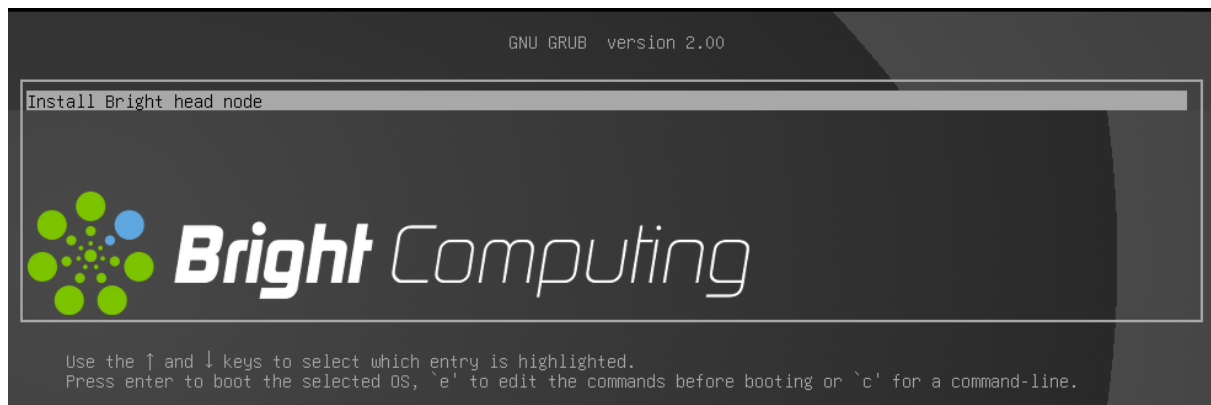 GNU GRUB  version 2.00
Install Bright head node
Bright Computing
Use the ↑ and ↓ keys to select which entry is highlighted.
Press enter to boot the selected OS, `e' to edit the commands before booting or `c' for a command-line.